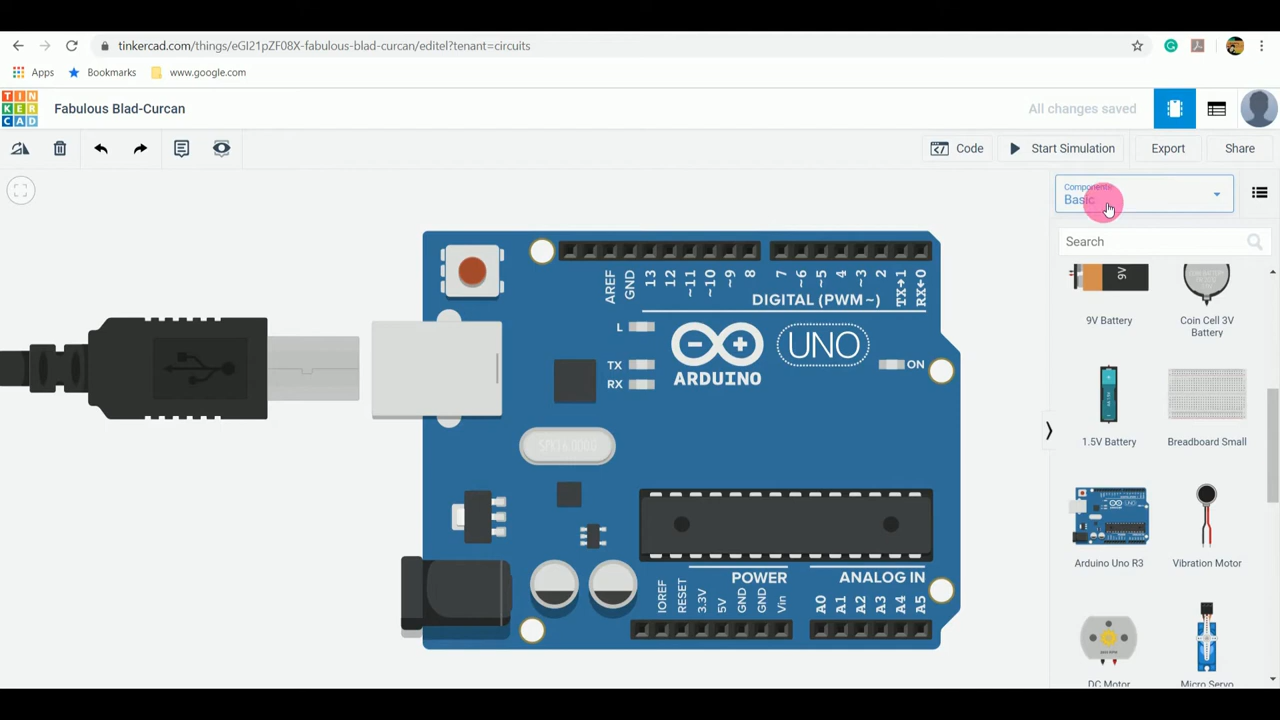 tinkercad.com/things/eGI21pZF08X-fabulous-blad-curcan/editel?tenant=circuits
Apps Bookmarks www.google.com
TIN
KER
CAD
Fabulous Blad-Curcan
All changes saved
Code
Start Simulation
Export
Share
Components
Basic
Search
9V
9V Battery
Coin Cell 3V
Battery
1.5V Battery
Breadboard Small
Arduino Uno R3
Vibration Motor
DC Motor
Micro Servo
AREF
GND
13
12
~11
~10
~9
8
7
~6
~5
4
~3
2
TX→1
RX←0
DIGITAL (PWM~)
L
TX
RX
ARDUINO
UNO
ON
POWER
ANALOG IN
IOREF
RESET
3.3V
5V
GND
GND
Vin
A0
A1
A2
A3
A4
A5